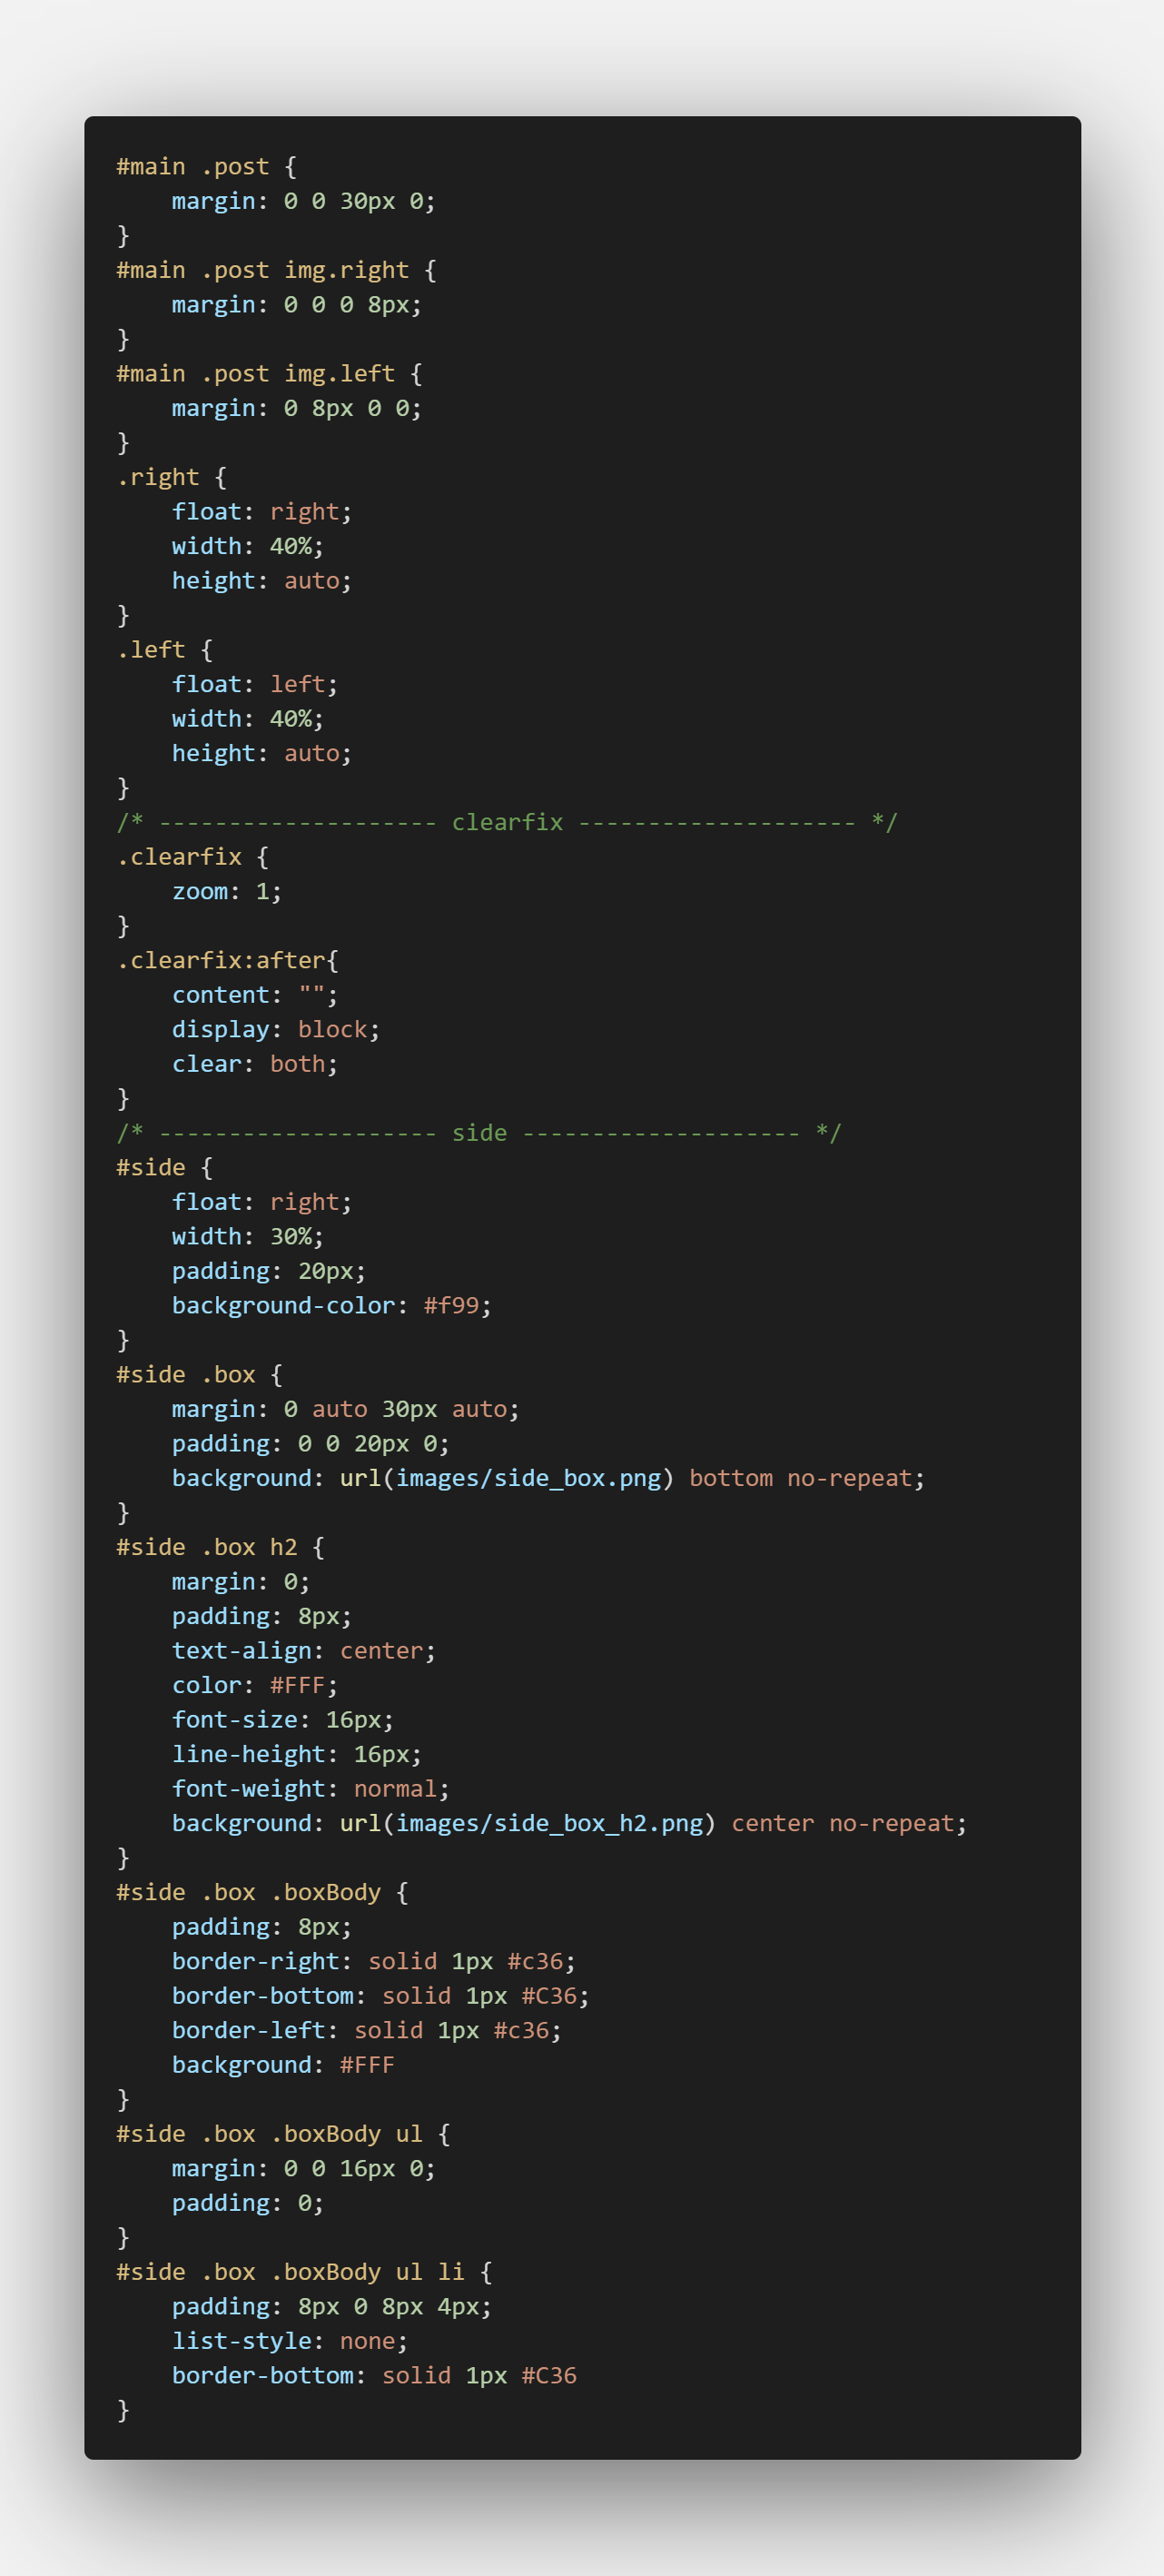 #main .post {
    margin: 0 0 30px 0;
}
#main .post img.right {
    margin: 0 0 0 8px;
}
#main .post img.left {
    margin: 0 8px 0 0;
}
.right {
    float: right;
    width: 40%;
    height: auto;
}
.left {
    float: left;
    width: 40%;
    height: auto;
}
/* -------------------- clearfix -------------------- */
.clearfix {
    zoom: 1;
}
.clearfix:after{
    content: "";
    display: block;
    clear: both;
}
/* -------------------- side -------------------- */
#side {
    float: right;
    width: 30%;
    padding: 20px;
    background-color: #f99;
}
#side .box {
    margin: 0 auto 30px auto;
    padding: 0 0 20px 0;
    background: url(images/side_box.png) bottom no-repeat;
}
#side .box h2 {
    margin: 0;
    padding: 8px;
    text-align: center;
    color: #FFF;
    font-size: 16px;
    line-height: 16px;
    font-weight: normal;
    background: url(images/side_box_h2.png) center no-repeat;
}
#side .box .boxBody {
    padding: 8px;
    border-right: solid 1px #c36;
    border-bottom: solid 1px #C36;
    border-left: solid 1px #c36;
    background: #FFF
}
#side .box .boxBody ul {
    margin: 0 0 16px 0;
    padding: 0;
}
#side .box .boxBody ul li {
    padding: 8px 0 8px 4px;
    list-style: none;
    border-bottom: solid 1px #C36
}